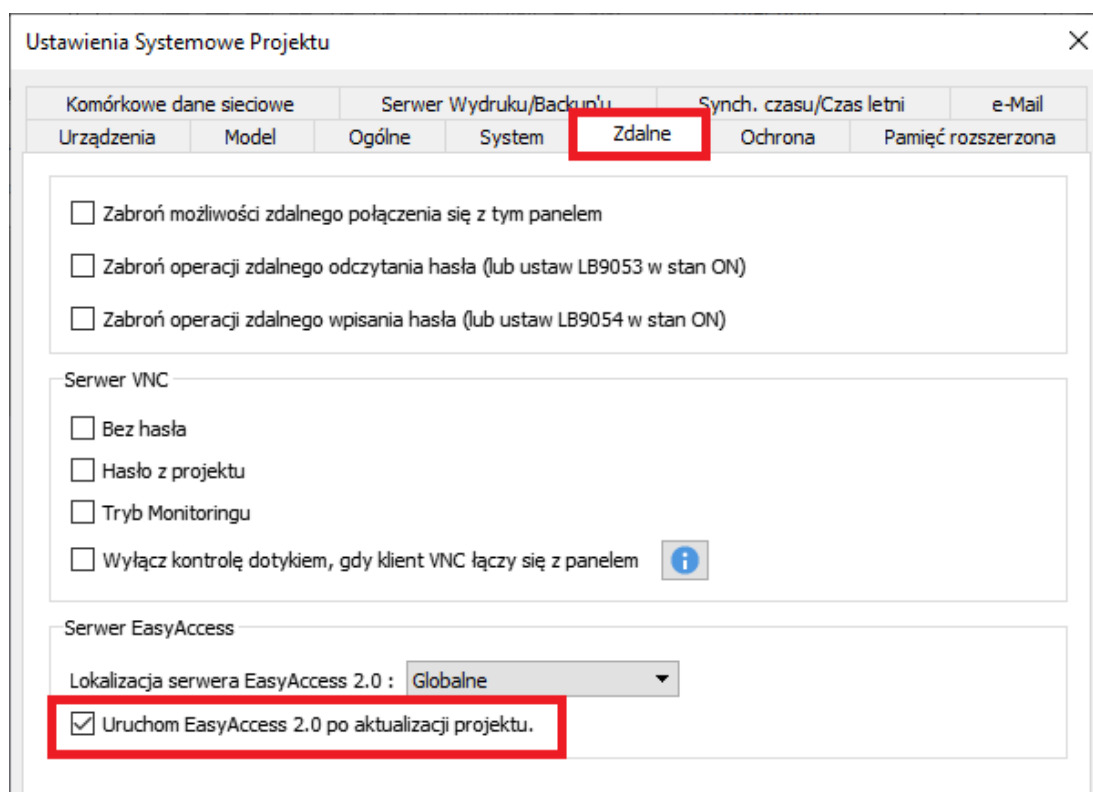 Ustawienia Systemowe Projektu
Komórkowe dane sieciowe Serwer Wydruku/Backup'u Synch. czasu/Czas letni e-Mail
Urządzenia Model Ogólne System Zdalne Ochrona Pamięć rozszerzona
Zabroń możliwości zdalnego połączenia się z tym panelem
Zabroń operacji zdalnego odczytania hasła (lub ustaw LB9053 w stan ON)
Zabroń operacji zdalnego wpisania hasła (lub ustaw LB9054 w stan ON)
Serwer VNC
Bez hasła
Hasło z projektu
Tryb Monitoringu
Wyłącz kontrolę dotykiem, gdy klient VNC łączy się z panelem
Serwer EasyAccess
Lokalizacja serwera EasyAccess 2.0 : Globalne
Uruchom EasyAccess 2.0 po aktualizacji projektu.